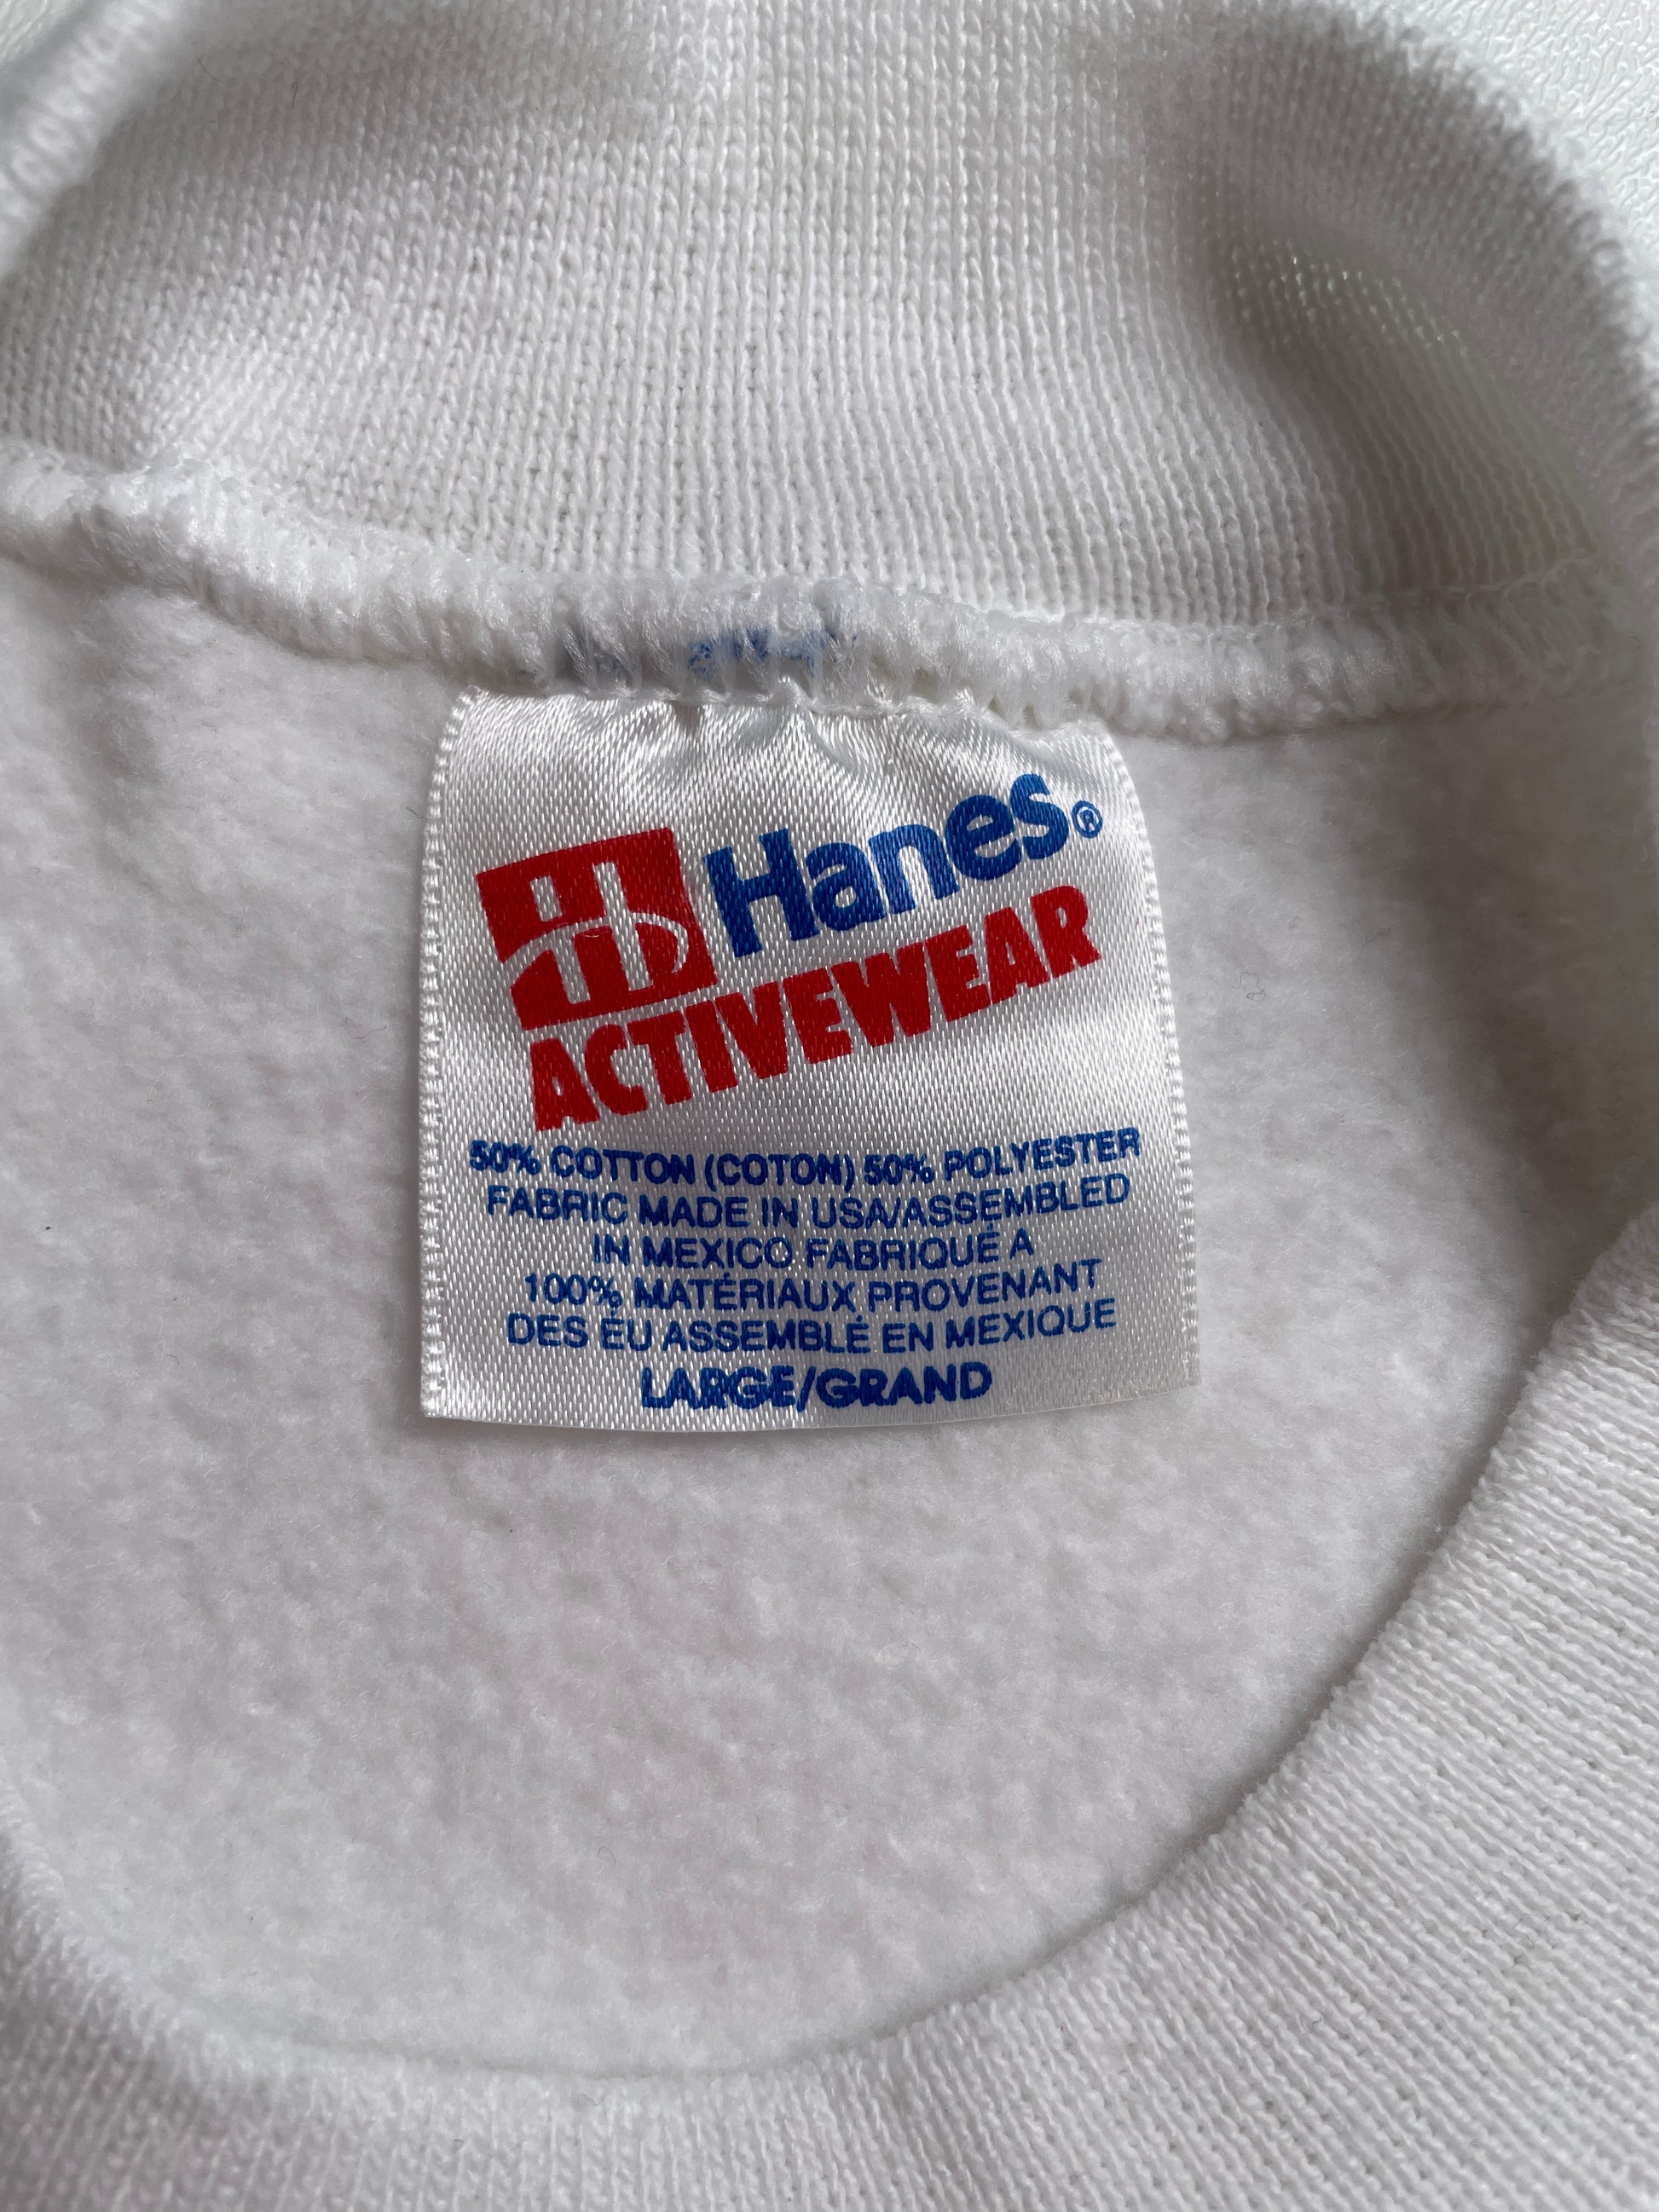 Hanes®
ACTIVEWEAR
50% COTTON (COTON) 50% POLYESTER
FABRIC MADE IN USA/ASSEMBLED
IN MEXICO FABRIQUÉ A
100% MATÉRIAUX PROVENANT
DES ÉU ASSEMBLÉ EN MEXIQUE
LARGE/GRAND